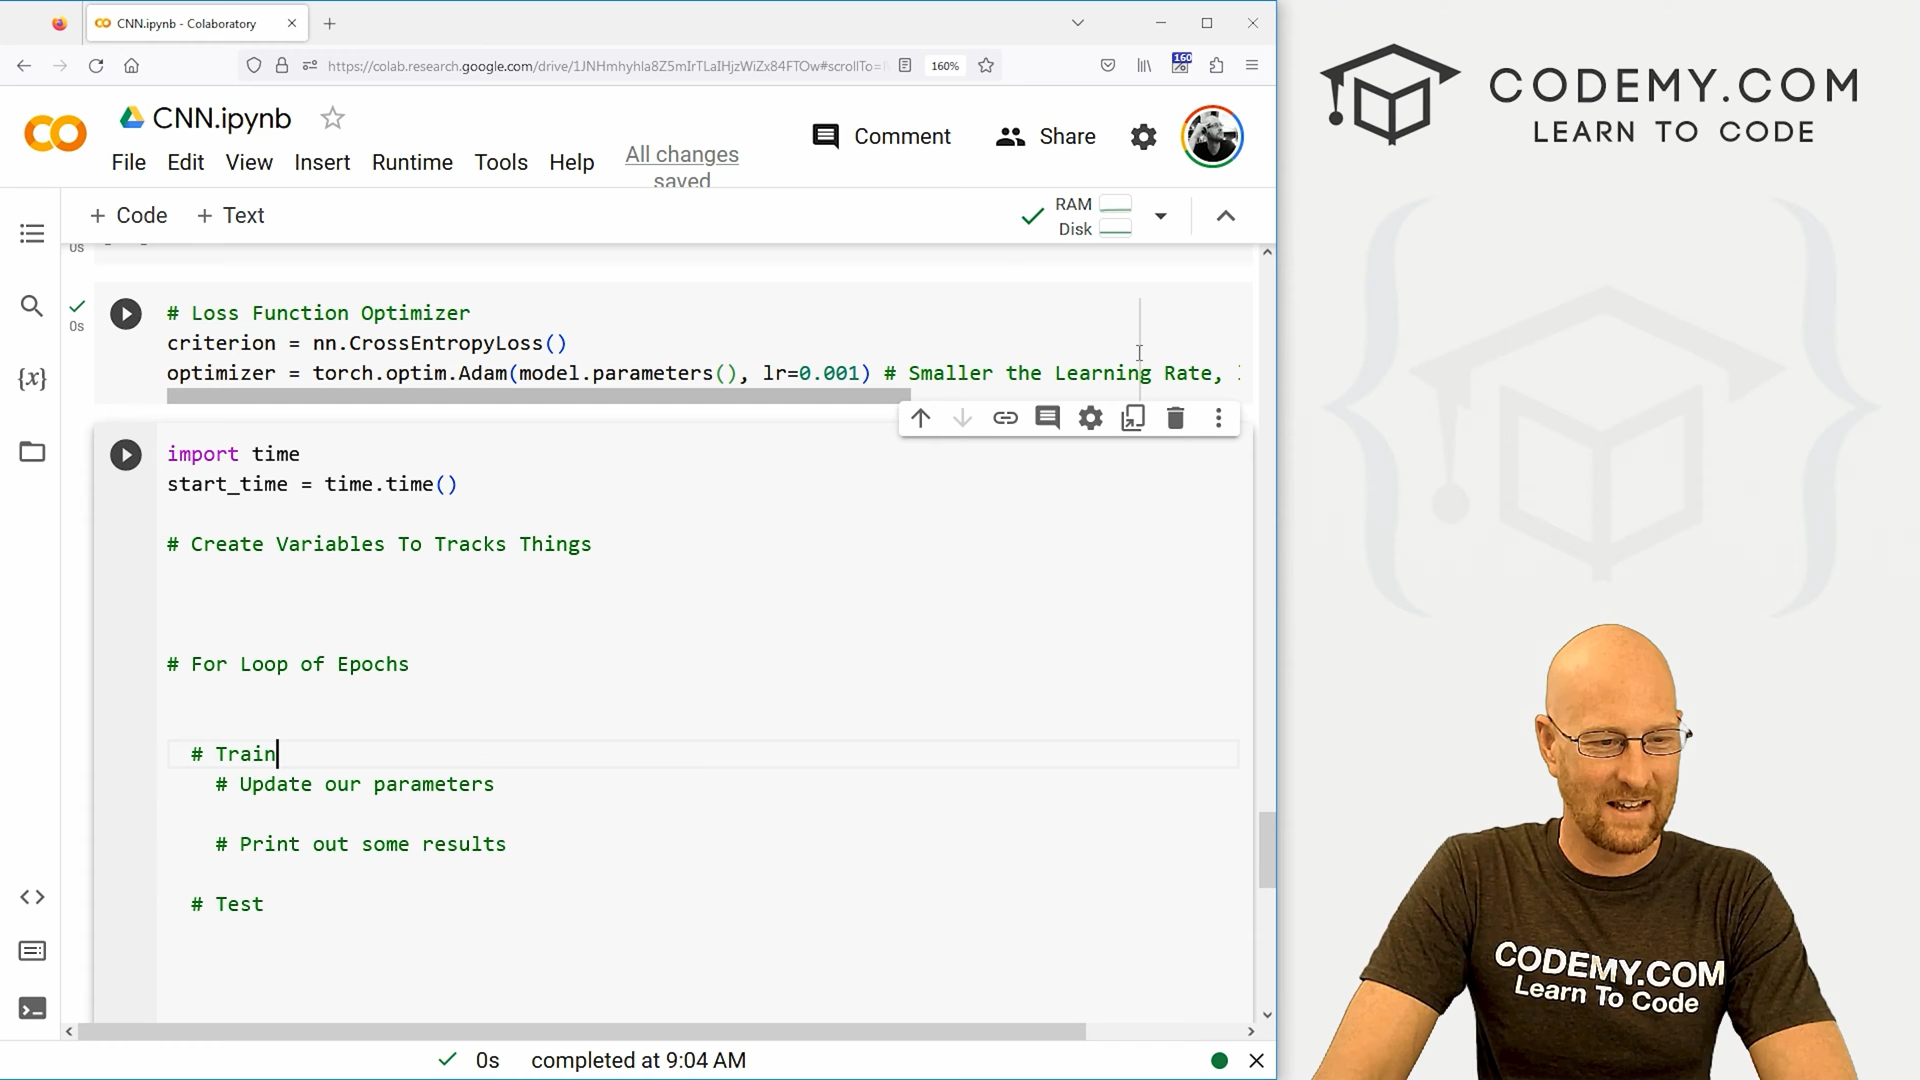 CNN.ipynb - Colaboratory
https://colab.research.google.com/drive/1JNHmhyhla8Z5mIrTLaIHjzWiZx84FTOw#scrollTo=
160%
160
CNN.ipynb
Comment
Share
File Edit View Insert Runtime Tools Help
All changes
saved
+ Code + Text
RAM
Disk
0s
# Loss Function Optimizer
0s
criterion = nn.CrossEntropyLoss()
optimizer = torch.optim.Adam(model.parameters(), lr=0.001) # Smaller the Learning Rate,
import time
start_time = time.time()
# Create Variables To Tracks Things
# For Loop of Epochs
# Train
# Update our parameters
# Print out some results
# Test
0s completed at 9:04 AM
CODEMY.COM
LEARN TO CODE
CODEMY.COM
Learn To Code